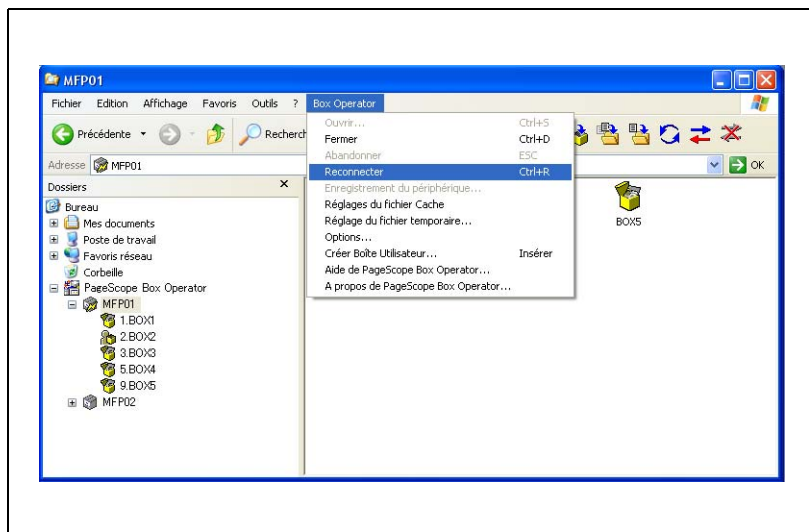 MFP01
Fichier Edition Affichage Favoris Outils ? Box Operator
Précédente Recherch
Adresse MFP01 OK
Dossiers
Bureau
Mes documents
Poste de travail
Favoris réseau
Corbeille
PageScope Box Operator
MFP01
1.BOX1
2.BOX2
3.BOX3
5.BOX4
9.BOX5
MFP02
Ouvrir... Ctrl+S
Fermer Ctrl+D
Abandonner ESC
Reconnecter Ctrl+R
Enregistrement du périphérique...
Réglages du fichier Cache
Réglage du fichier temporaire...
Options...
Créer Boîte Utilisateur... Insérer
Aide de PageScope Box Operator...
A propos de PageScope Box Operator...
BOX5